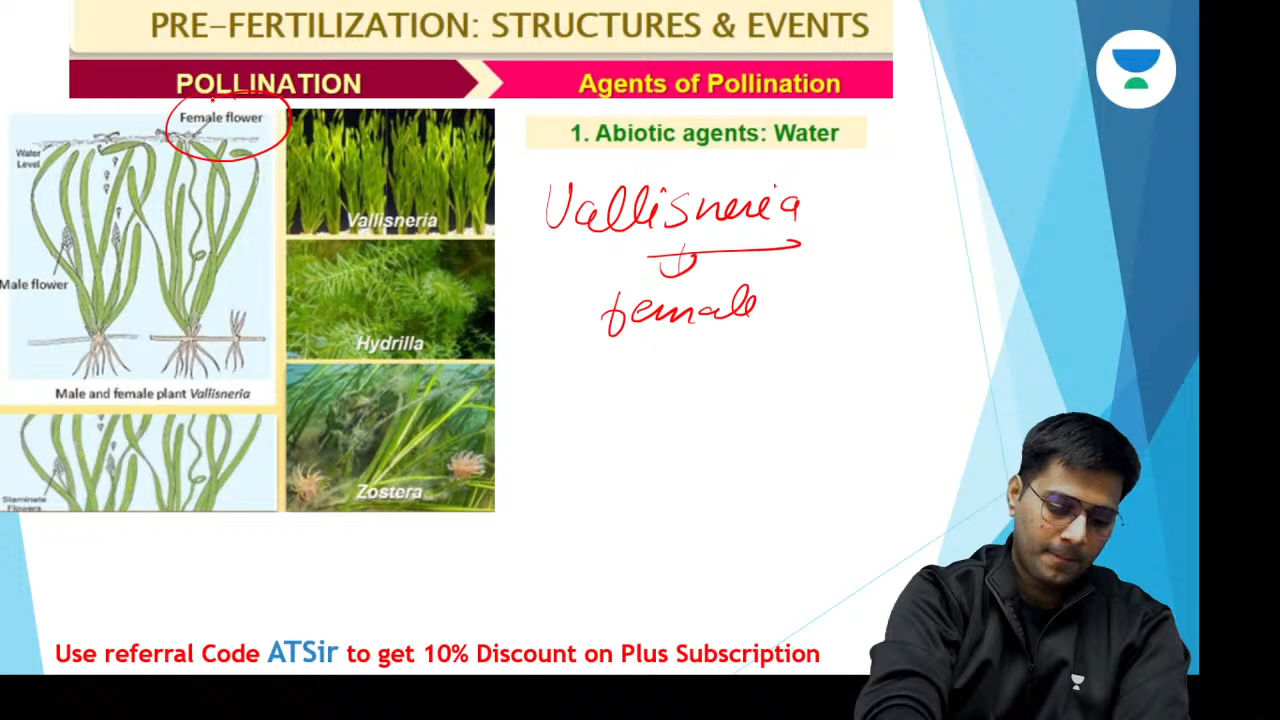 PRE-FERTILIZATION: STRUCTURES & EVENTS
POLLINATION
Agents of Pollination
Female flower
Water
Level
Male flower
Male and female plant Vallisneria
Staminate
Flowers
Vallisneria
Hydrilla
Zostera
1. Abiotic agents: Water
Vallisneria
female
Use referral Code ATSir to get 10% Discount on Plus Subscription